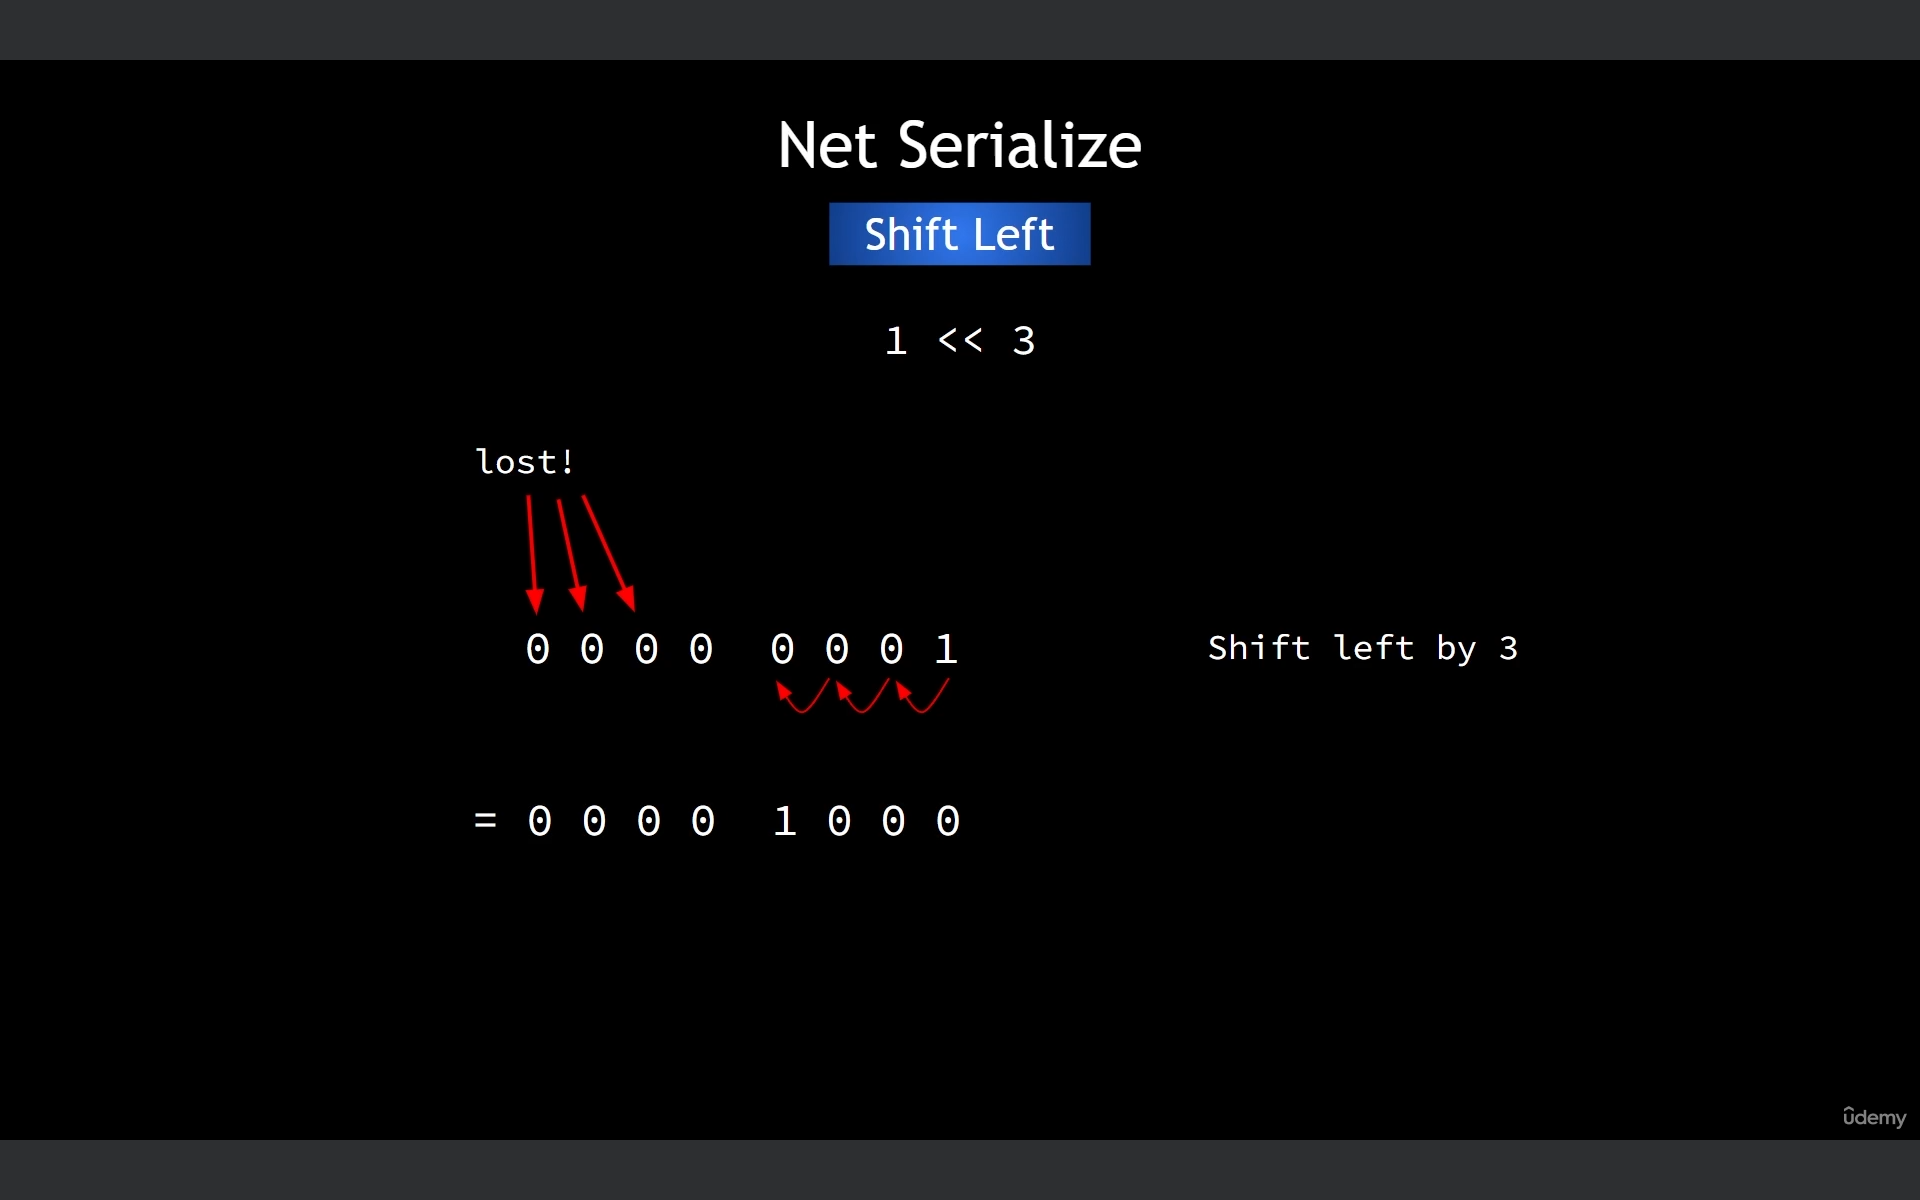 Net Serialize
Shift Left
1 << 3
lost!
0 0 0 0 0 0 0 1
Shift left by 3
= 0 0 0 0 1 0 0 0
ûdemy